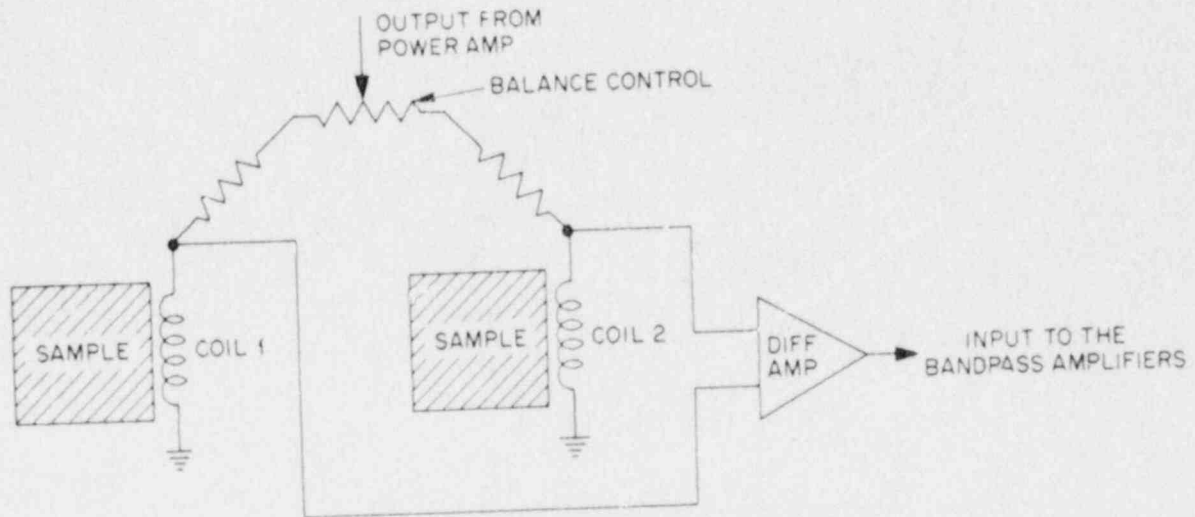 OUTPUT FROM
POWER AMP
BALANCE CONTROL
SAMPLE
COIL 1
SAMPLE
COIL 2
DIFF
AMP
INPUT TO THE
BANDPASS AMPLIFIERS